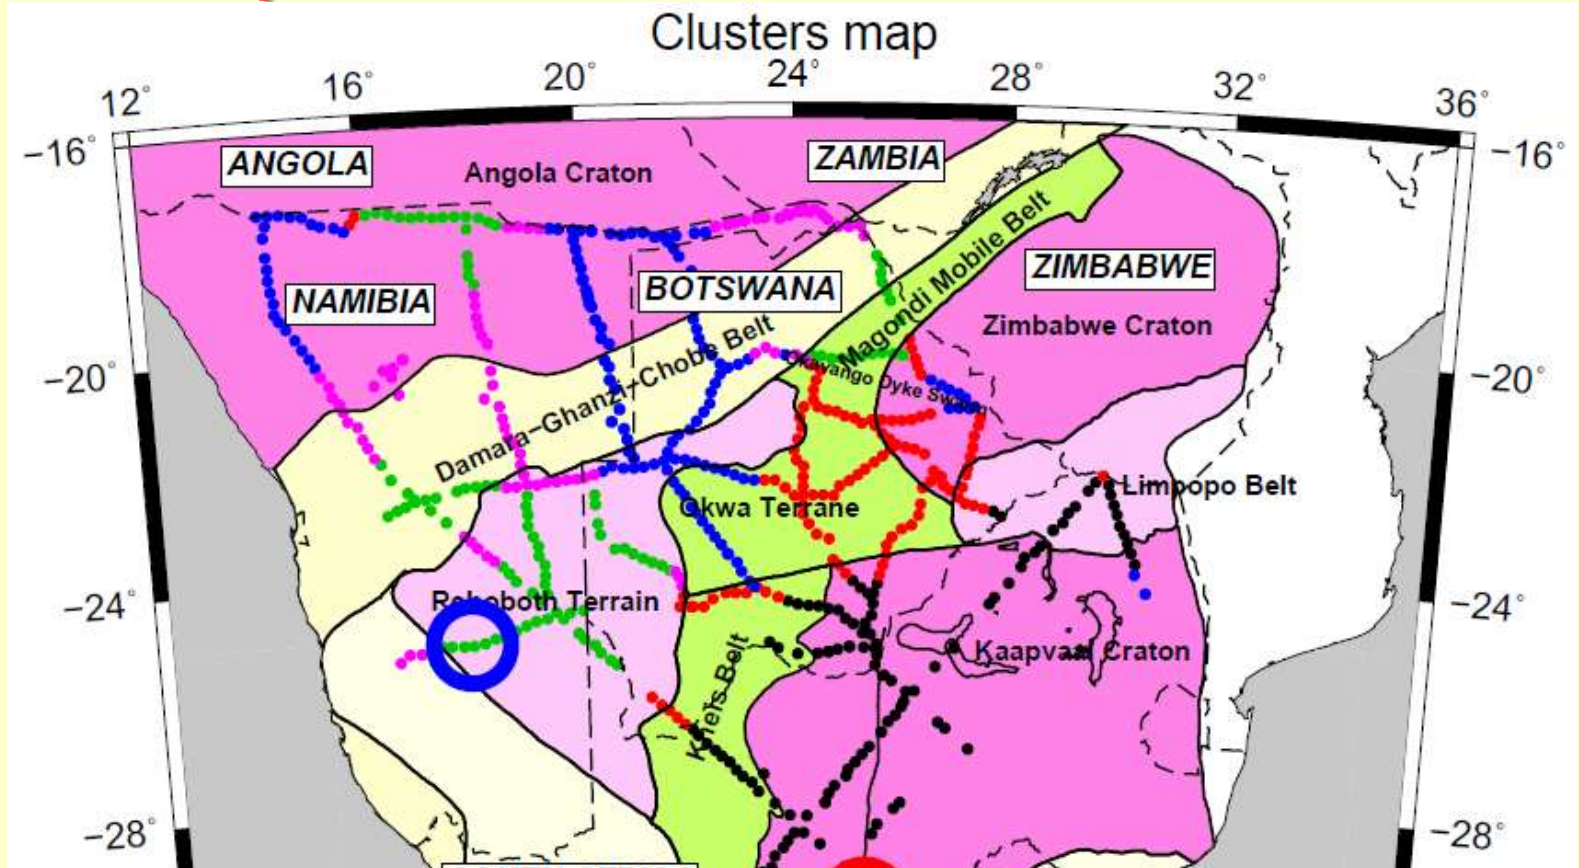 Clusters map
12° 16° 20° 24° 28° 32° 36°
−16° −16°
ANGOLA Angola Craton ZAMBIA
NAMIBIA BOTSWANA ZIMBABWE
Magondi Mobile Belt
Zimbabwe Craton
−20° −20°
Okavango Dyke Swarm
Damara−Ghanzi−Chobe Belt
Okwa Terrane Limpopo Belt
−24° Rehoboth Terrain −24°
Kheis Belt Kaapvaal Craton
−28° −28°